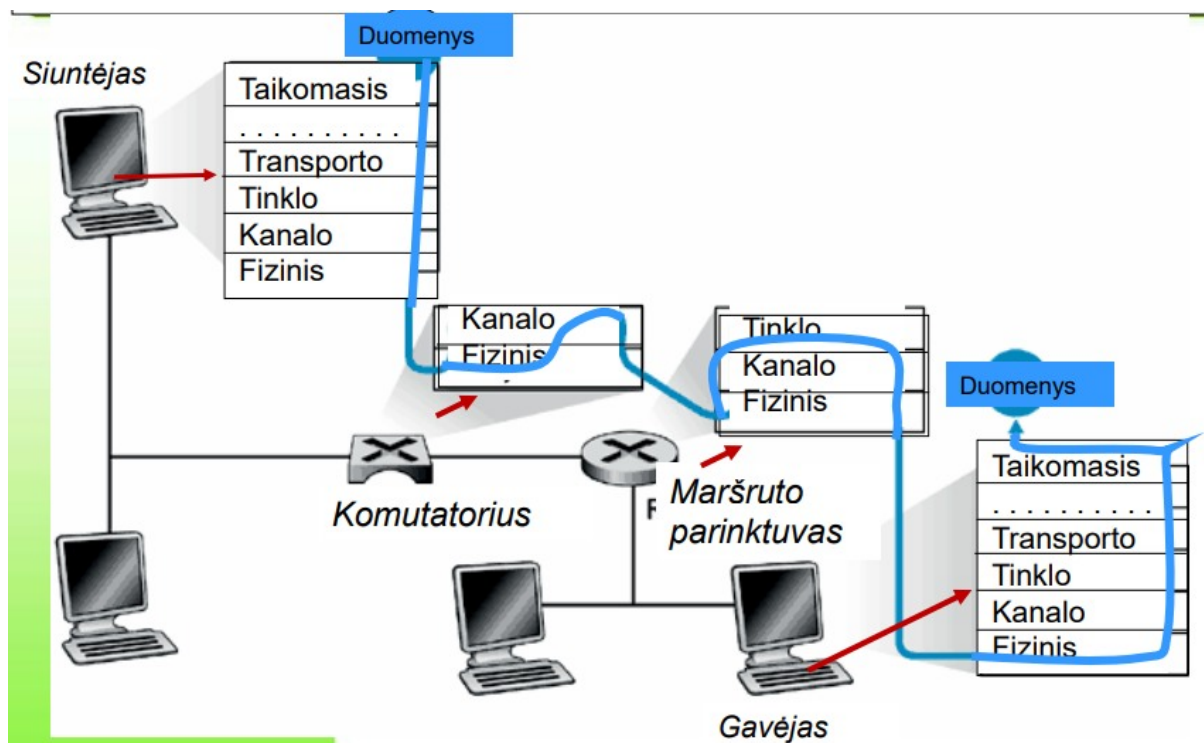 Duomenys
Siuntėjas
Taikomasis
. . . . . . . . . .
Transporto
Tinklo
Kanalo
Fizinis
Kanalo
Fizinis
Tinklo
Kanalo
Fizinis
Duomenys
Komutatorius
R
Maršruto
parinktuvas
Taikomasis
. . . . . . . . . .
Transporto
Tinklo
Kanalo
Fizinis
Gavėjas